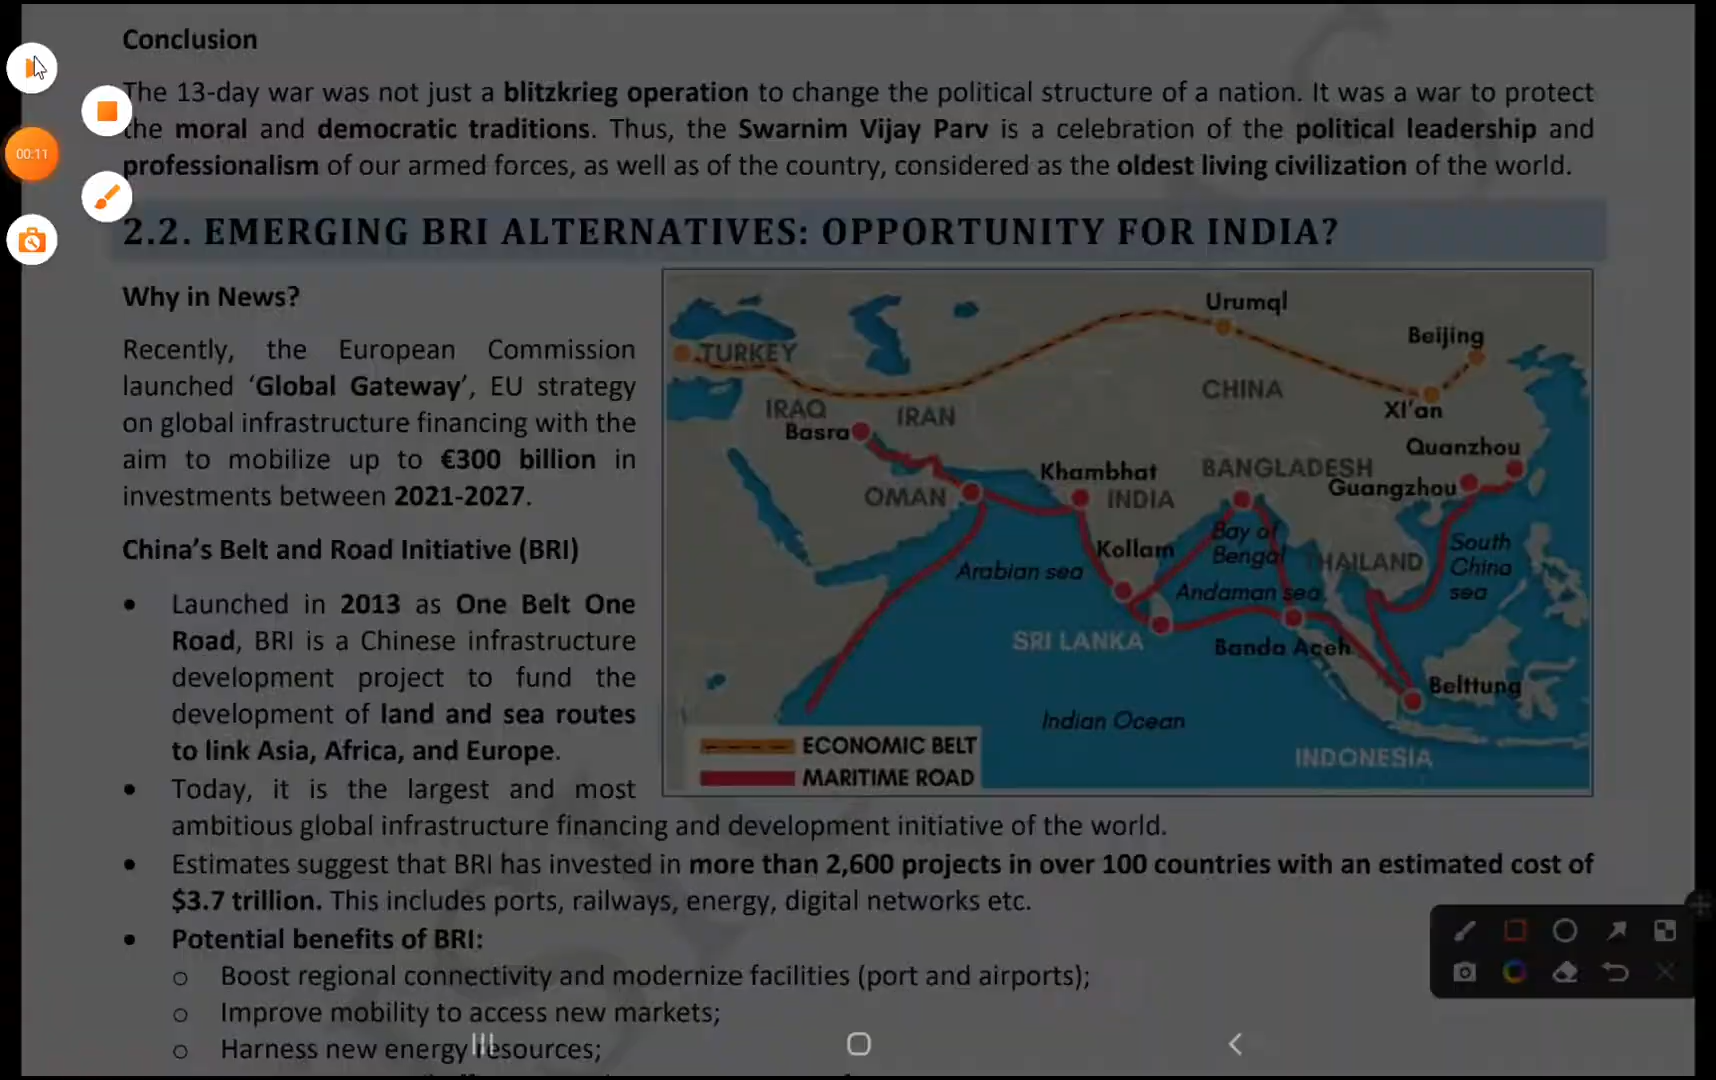 Conclusion
The 13-day war was not just a blitzkrieg operation to change the political structure of a nation. It was a war to protect
the moral and democratic traditions. Thus, the Swarnim Vijay Parv is a celebration of the political leadership and
professionalism of our armed forces, as well as of the country, considered as the oldest living civilization of the world.
00:11
2.2. EMERGING BRI ALTERNATIVES: OPPORTUNITY FOR INDIA?
Why in News?
Recently, the European Commission
launched ‘Global Gateway’, EU strategy
on global infrastructure financing with the
aim to mobilize up to €300 billion in
investments between 2021-2027.
China’s Belt and Road Initiative (BRI)
• Launched in 2013 as One Belt One
Road, BRI is a Chinese infrastructure
development project to fund the
development of land and sea routes
to link Asia, Africa, and Europe.
• Today, it is the largest and most
ambitious global infrastructure financing and development initiative of the world.
Urumql
Beijing
TURKEY
CHINA
IRAQ
IRAN
XI'an
Basra
Quanzhou
Khambhat
BANGLADESH
Guangzhou
OMAN
INDIA
Bay of
Bengal
Kollam
THAILAND
South
China
sea
Arabian sea
Andaman sea
SRI LANKA
Banda Aceh
Belttung
Indian Ocean
INDONESIA
ECONOMIC BELT
MARITIME ROAD
• Estimates suggest that BRI has invested in more than 2,600 projects in over 100 countries with an estimated cost of
$3.7 trillion. This includes ports, railways, energy, digital networks etc.
• Potential benefits of BRI:
o Boost regional connectivity and modernize facilities (port and airports);
o Improve mobility to access new markets;
o Harness new energy resources;